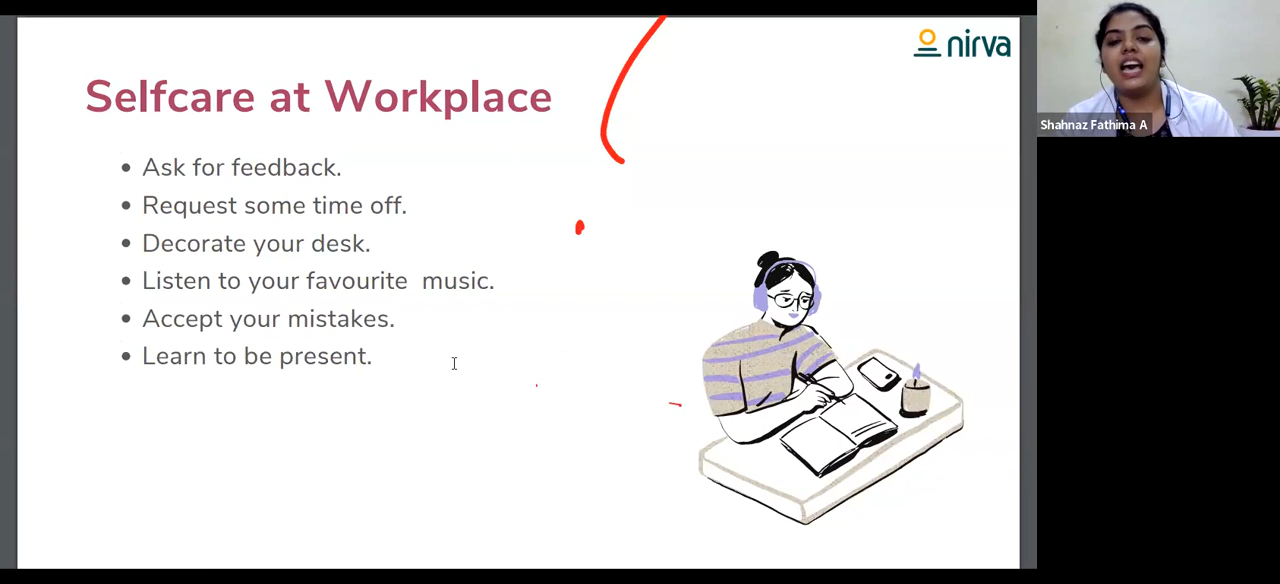 nirva
Selfcare at Workplace
Shahnaz Fathima A
• Ask for feedback.
• Request some time off.
• Decorate your desk.
• Listen to your favourite  music.
• Accept your mistakes.
• Learn to be present.